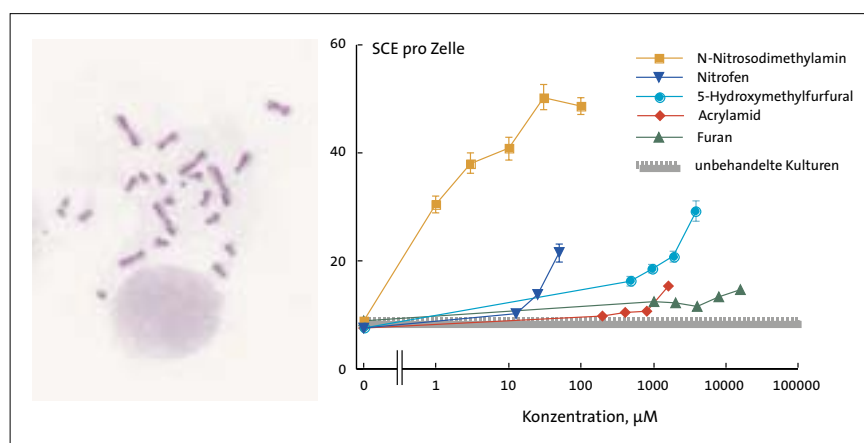 60
SCE pro Zelle
N-Nitrosodimethylamin
Nitrofen
5-Hydroxymethylfurfural
Acrylamid
Furan
unbehandelte Kulturen
40
20
0
0 1 10 100 1000 10000 100000
Konzentration, µM